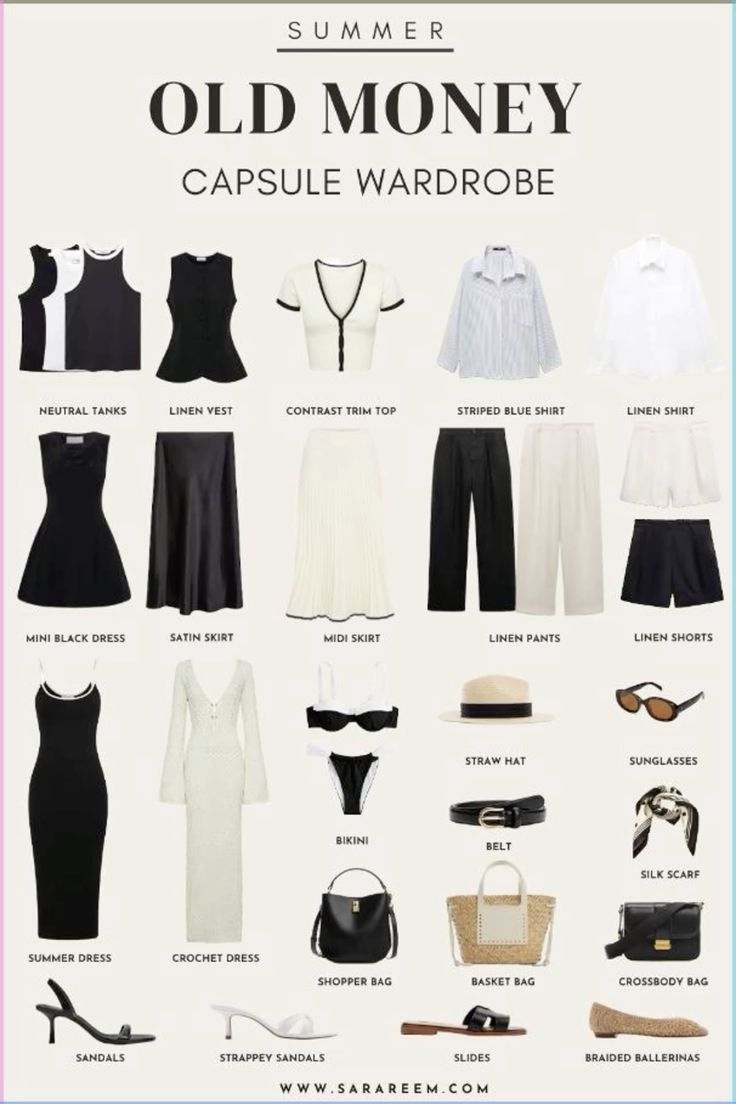 SUMMER
OLD MONEY
CAPSULE WARDROBE
NEUTRAL TANKS
LINEN VEST
CONTRAST TRIM TOP
STRIPED BLUE SHIRT
LINEN SHIRT
MINI BLACK DRESS
SATIN SKIRT
MIDI SKIRT
LINEN PANTS
LINEN SHORTS
STRAW HAT
SUNGLASSES
BIKINI
BELT
SILK SCARF
SUMMER DRESS
CROCHET DRESS
SHOPPER BAG
BASKET BAG
CROSSBODY BAG
SANDALS
STRAPPEY SANDALS
SLIDES
BRAIDED BALLERINAS
WWW.SARAREEM.COM